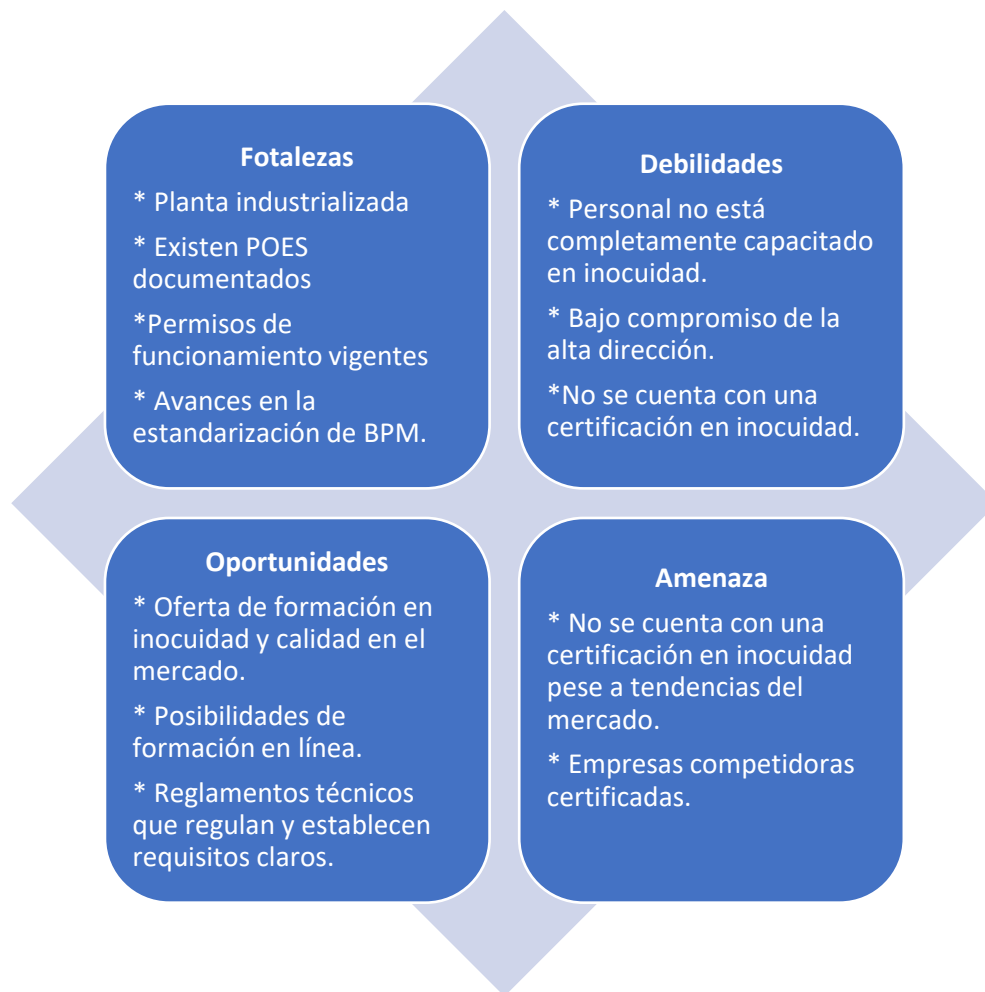 Fotalezas
* Planta industrializada
* Existen POES
documentados
*Permisos de
funcionamiento vigentes
* Avances en la
estandarización de BPM.
Debilidades
* Personal no está
completamente capacitado
en inocuidad.
* Bajo compromiso de la
alta dirección.
*No se cuenta con una
certificación en inocuidad.
Oportunidades
* Oferta de formación en
inocuidad y calidad en el
mercado.
* Posibilidades de
formación en línea.
* Reglamentos técnicos
que regulan y establecen
requisitos claros.
Amenaza
* No se cuenta con una
certificación en inocuidad
pese a tendencias del
mercado.
* Empresas competidoras
certificadas.